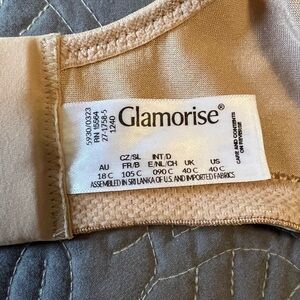 5930/0323
RN 15564
27-1758-5
1240
Glamorise®
CARE AND CONTENTS
ON REVERSE
CZ/SL INT/D
AU FR/B E/NL/CH UK US
18 C 105 C 090 C 40 C 40 C
ASSEMBLED IN SRI LANKA OF U.S. AND IMPORTED FABRICS